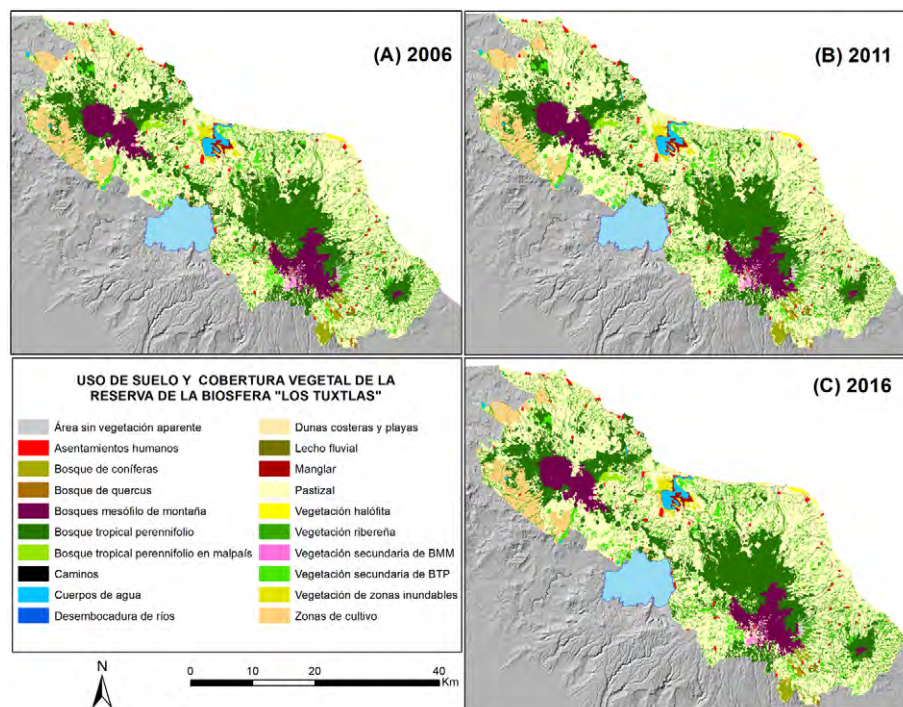 (A) 2006
(B) 2011
USO DE SUELO Y COBERTURA VEGETAL DE LA
RESERVA DE LA BIOSFERA "LOS TUXTLAS"
Área sin vegetación aparente
Asentamientos humanos
Bosque de coníferas
Bosque de quercus
Bosques mesófilo de montaña
Bosque tropical perennifolio
Bosque tropical perennifolio en malpaís
Caminos
Cuerpos de agua
Desembocadura de ríos
Dunas costeras y playas
Lecho fluvial
Manglar
Pastizal
Vegetación halófita
Vegetación ribereña
Vegetación secundaria de BMM
Vegetación secundaria de BTP
Vegetación de zonas inundables
Zonas de cultivo
N
0 10 20 40
Km
(C) 2016